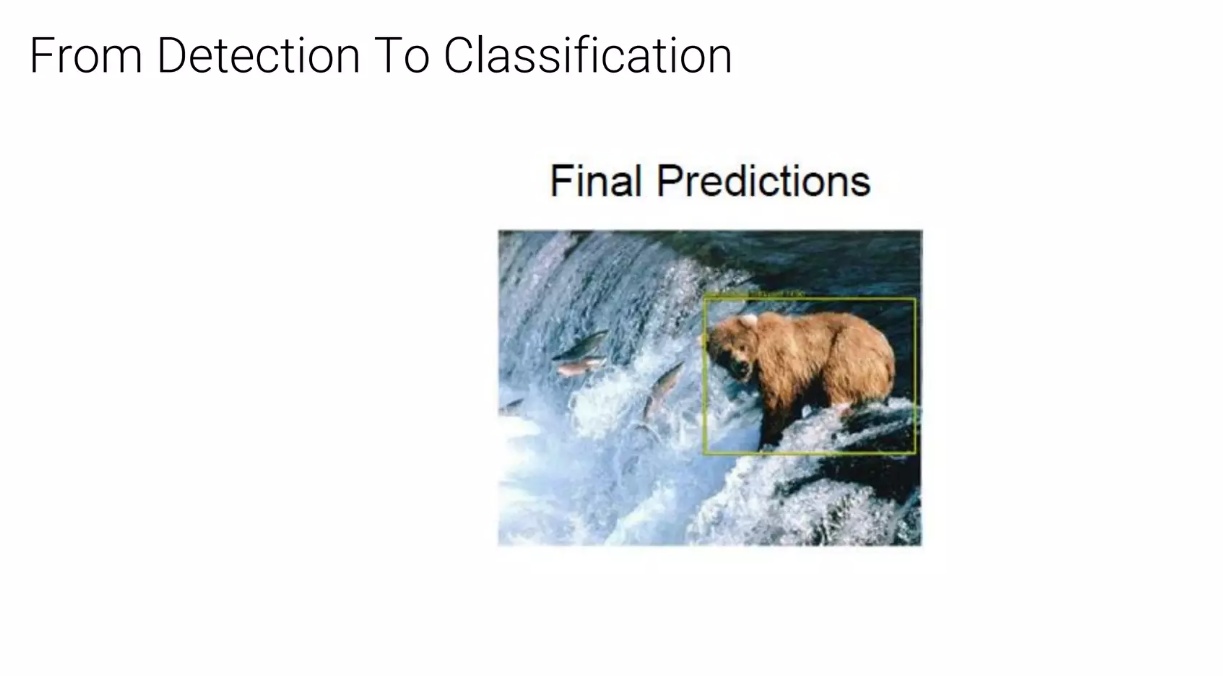 From Detection To Classification
Final Predictions